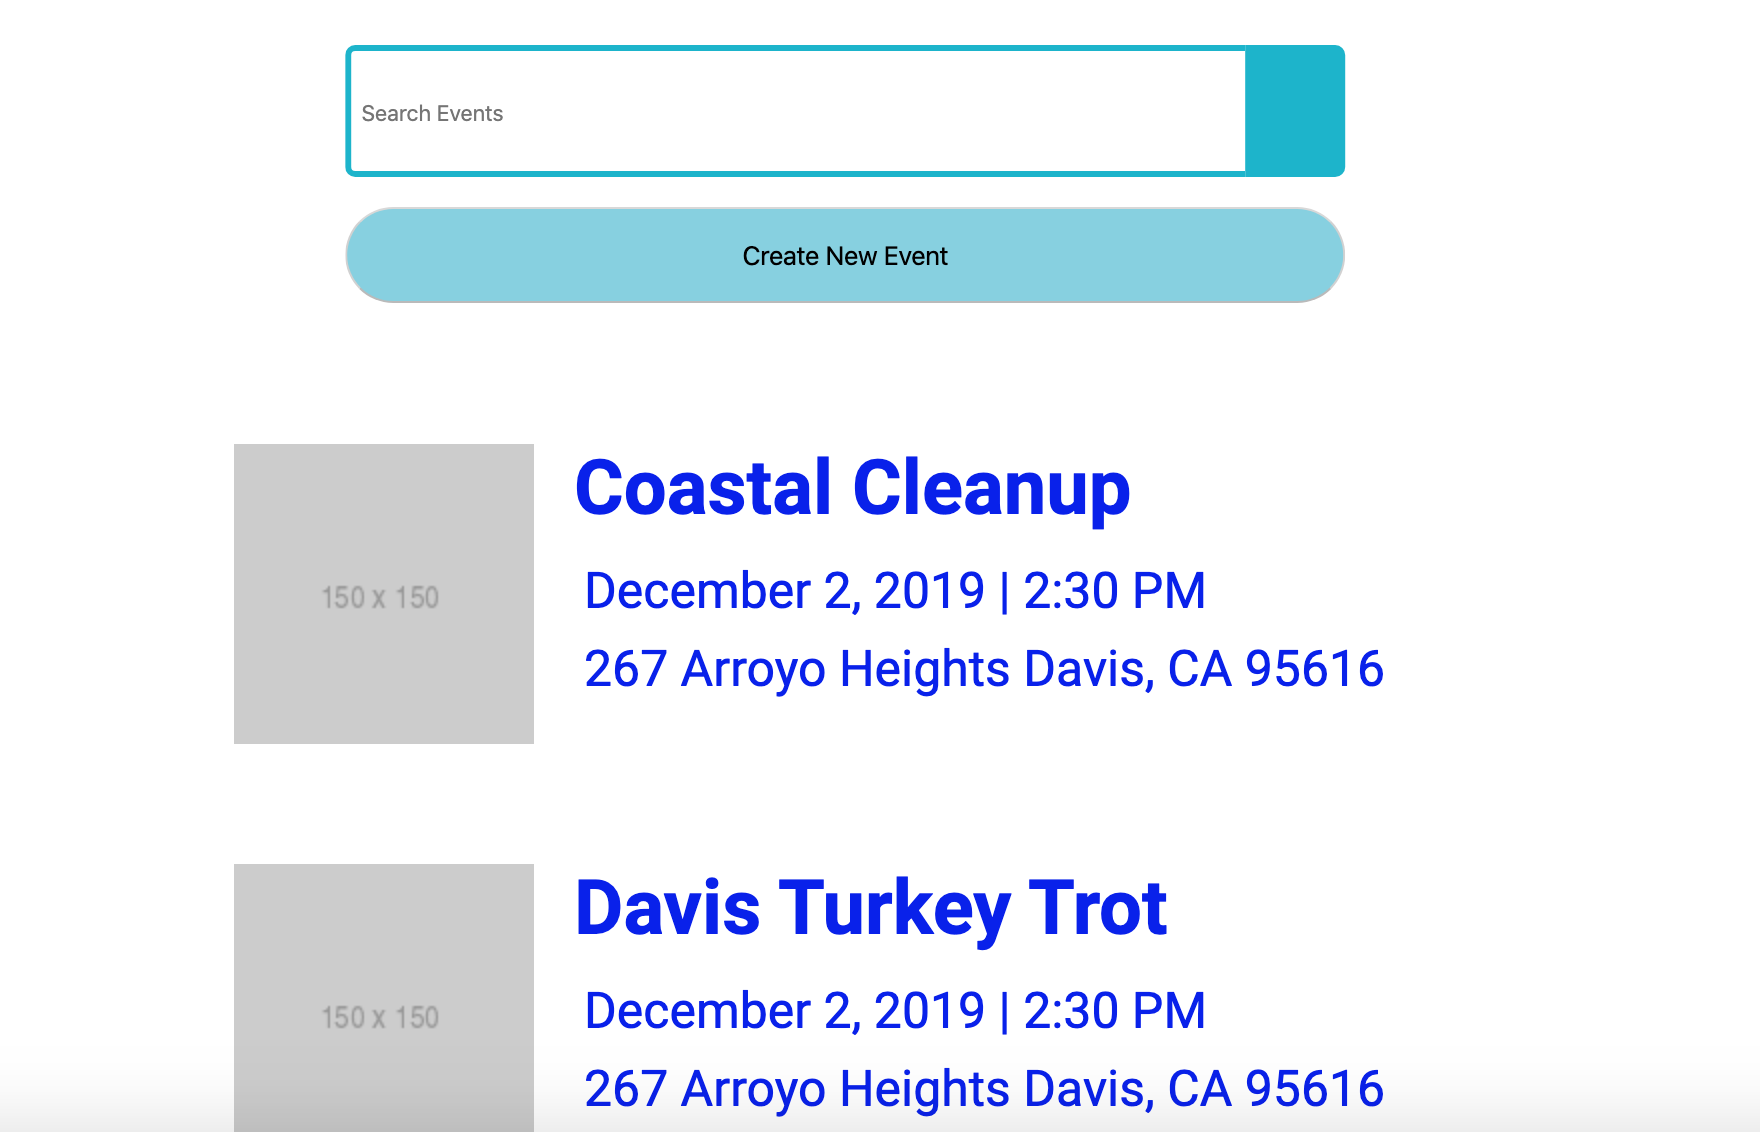 Search Events
Create New Event
150 x 150
Coastal Cleanup
December 2, 2019 | 2:30 PM
267 Arroyo Heights Davis, CA 95616
150 x 150
Davis Turkey Trot
December 2, 2019 | 2:30 PM
267 Arroyo Heights Davis, CA 95616